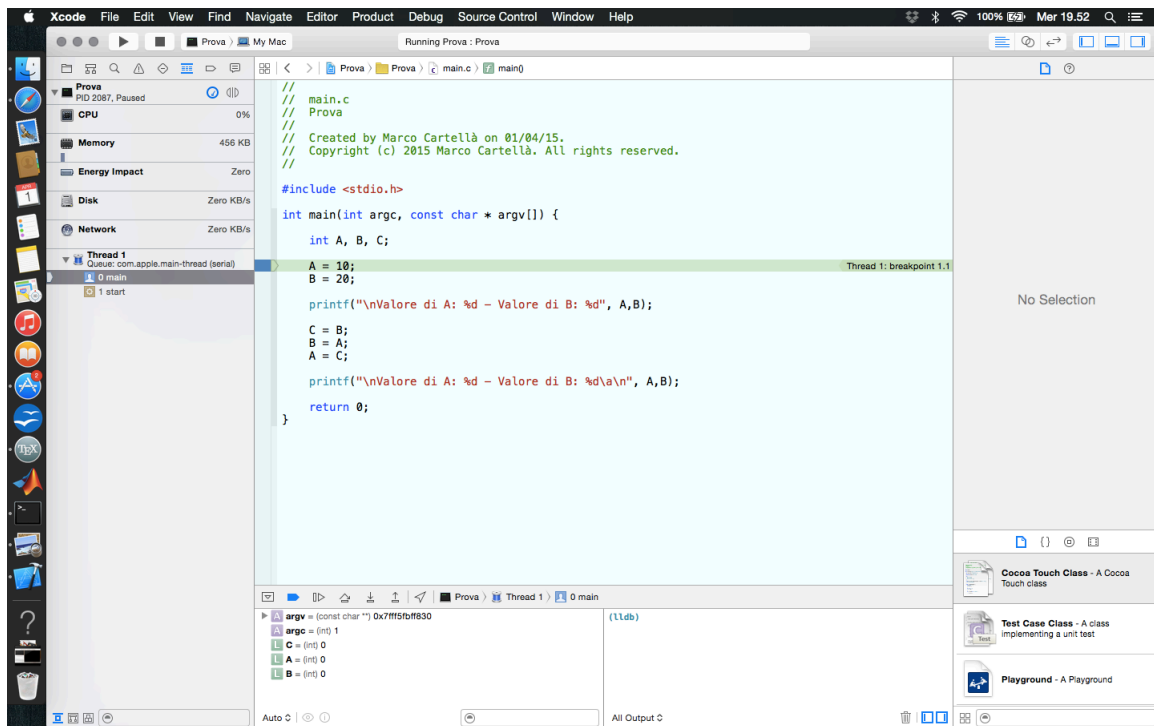 Xcode File Edit View Find Navigate Editor Product Debug Source Control Window Help 100% Mer 19.52
Prova 〉 My Mac
Running Prova : Prova
Prova 〉 Prova 〉 main.c 〉 main()
Prova
PID 2087, Paused
CPU 0%
Memory 456 KB
Energy Impact Zero
Disk Zero KB/s
Network Zero KB/s
Thread 1
Queue: com.apple.main-thread (serial)
0 main
1 start
//
// main.c
// Prova
//
// Created by Marco Cartellà on 01/04/15.
// Copyright (c) 2015 Marco Cartellà. All rights reserved.
//
#include <stdio.h>
int main(int argc, const char * argv[]) {
int A, B, C;
A = 10;
Thread 1: breakpoint 1.1
B = 20;
printf("\nValore di A: %d - Valore di B: %d", A,B);
C = B;
B = A;
A = C;
printf("\nValore di A: %d - Valore di B: %d\a\n", A,B);
return 0;
}
Prova 〉 Thread 1 〉 0 main
A argv = (const char **) 0x7fff5fbff830
A argc = (int) 1
L C = (int) 0
L A = (int) 0
L B = (int) 0
Auto
(lldb)
All Output
No Selection
{}
Cocoa Touch Class - A Cocoa
Touch class
Test Case Class - A class
implementing a unit test
Test
Playground - A Playground
1
2
TEX